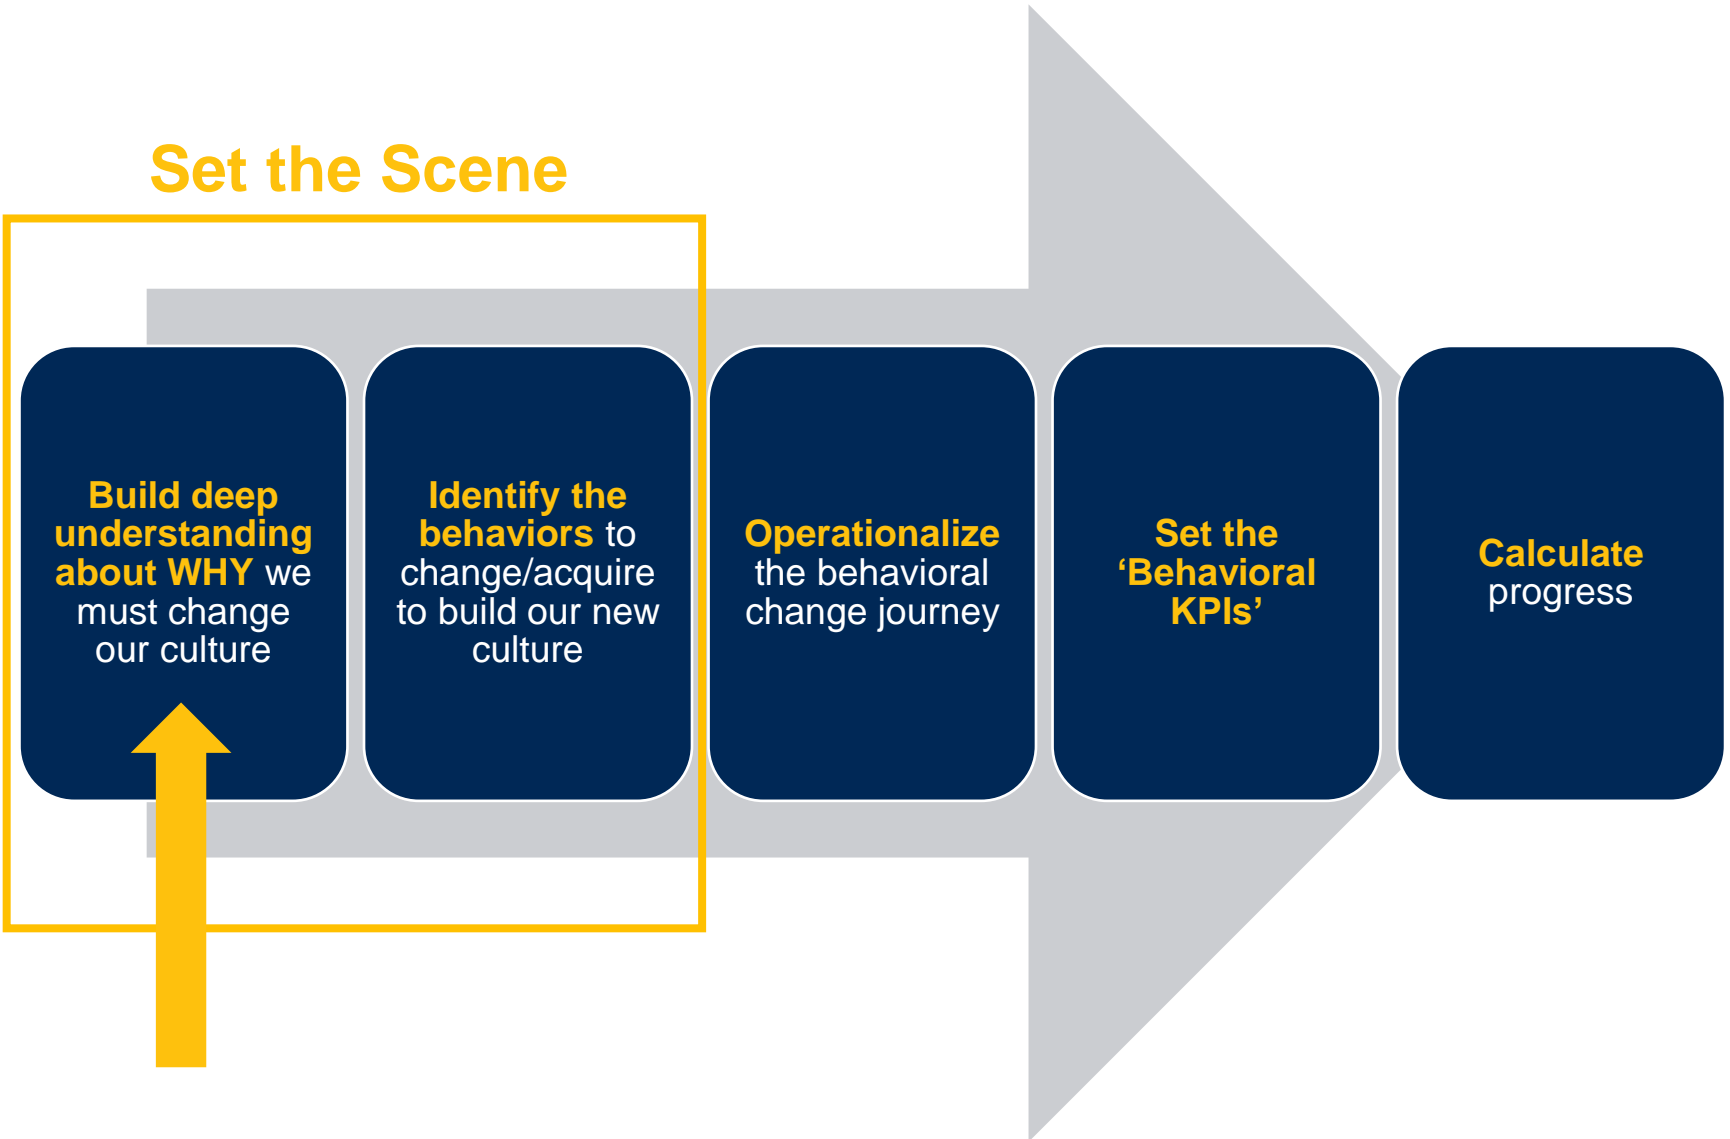 Set the Scene
Build deep
understanding
about WHY we
must change
our culture
Identify the
behaviors to
change/acquire
to build our new
culture
Operationalize
the behavioral
change journey
Set the
‘Behavioral
KPIs’
Calculate
progress